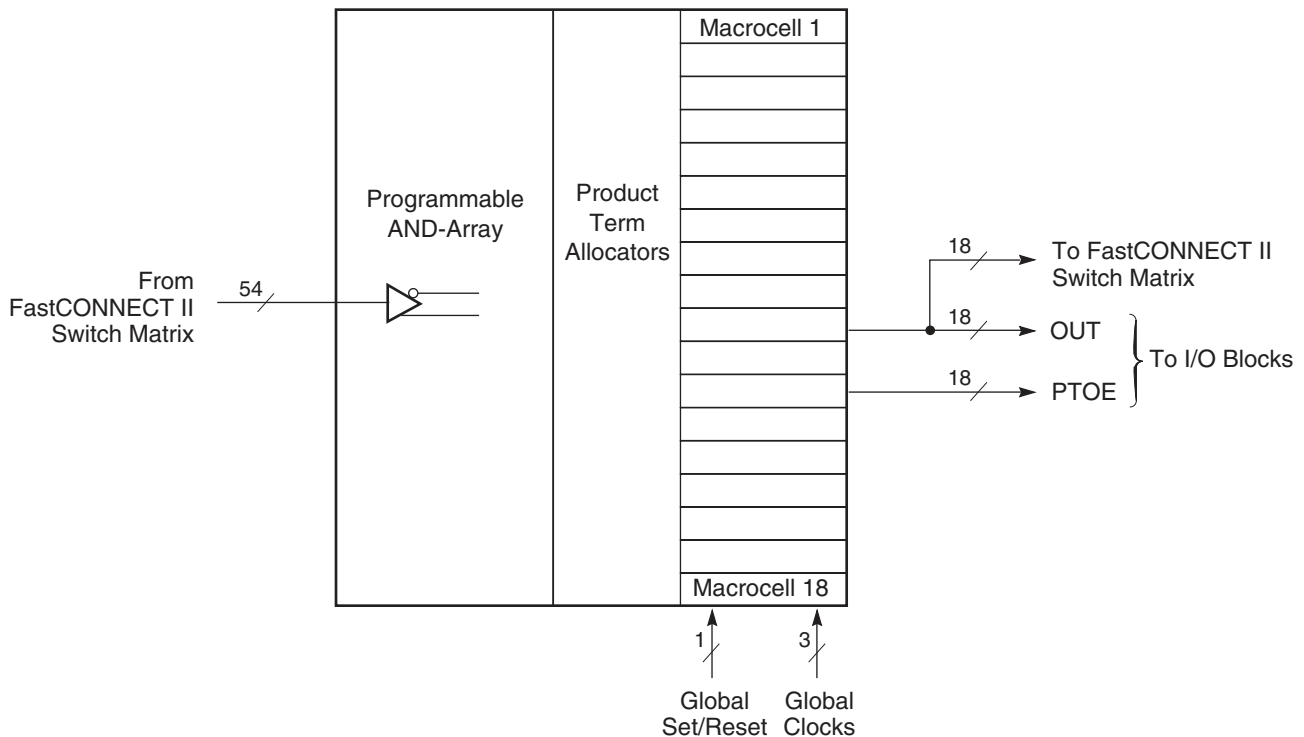 Macrocell 1
Programmable
AND-Array
Product
Term
Allocators
From
FastCONNECT II
Switch Matrix
54
18
To FastCONNECT II
Switch Matrix
18
OUT
18
PTOE
To I/O Blocks
Macrocell 18
1
3
Global
Set/Reset
Global
Clocks